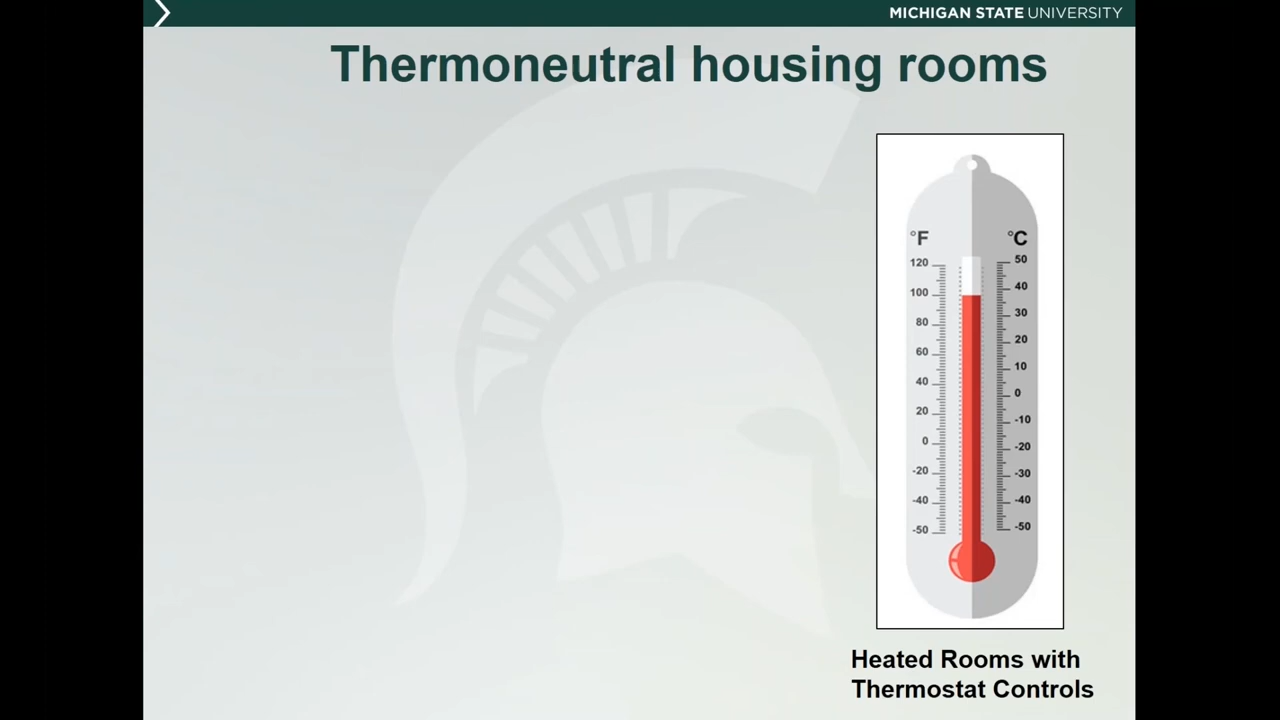 MICHIGAN STATE UNIVERSITY
Thermoneutral housing rooms
°F °C
120 50
100 40
80 30
60 20
40 10
20 0
0 -10
-20 -20
-40 -30
-50 -40
-50
Heated Rooms with
Thermostat Controls